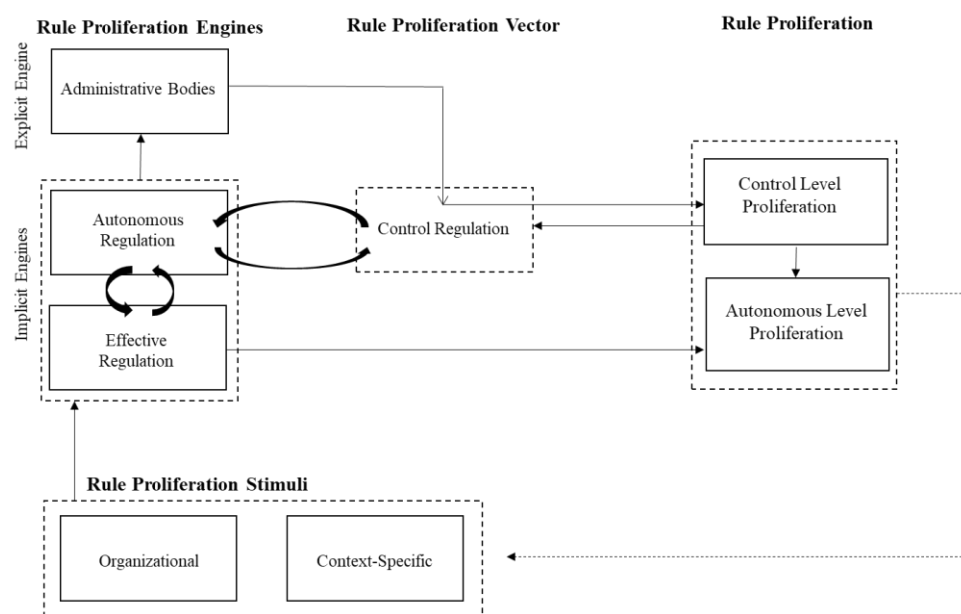 Rule Proliferation Engines
Rule Proliferation Vector
Rule Proliferation
Explicit Engine
Administrative Bodies
Implicit Engines
Autonomous
Regulation
Control Regulation
Control Level
Proliferation
Effective
Regulation
Autonomous Level
Proliferation
Rule Proliferation Stimuli
Organizational
Context-Specific